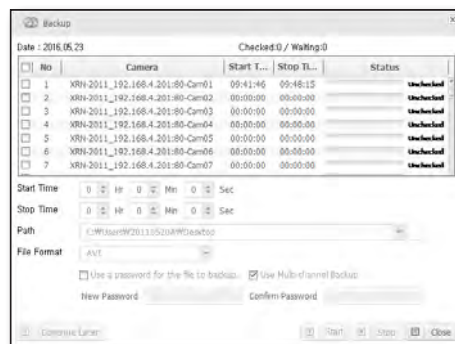 Backup
Date : 2016.05.23 Checked:0 / Waiting:0
No Camera Start T... Stop Ti... Status
1 XRN-2011_192.168.4.201:80-Cam01 09:41:46 09:48:15 Unchecked
2 XRN-2011_192.168.4.201:80-Cam02 00:00:00 00:00:00 Unchecked
3 XRN-2011_192.168.4.201:80-Cam03 00:00:00 00:00:00 Unchecked
4 XRN-2011_192.168.4.201:80-Cam04 00:00:00 00:00:00 Unchecked
5 XRN-2011_192.168.4.201:80-Cam05 00:00:00 00:00:00 Unchecked
6 XRN-2011_192.168.4.201:80-Cam06 00:00:00 00:00:00 Unchecked
7 XRN-2011_192.168.4.201:80-Cam07 00:00:00 00:00:00 Unchecked
Start Time 0 Hr 0 Min 0 Sec
Stop Time 0 Hr 0 Min 0 Sec
Path
File Format AVI
Use a password for the file to backup. Use Multi-channel Backup
New Password Confirm Password
Continue Later Start Stop Close